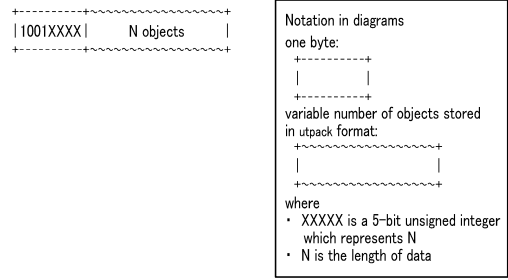 +--------+~~~~~~~~~~~~~~~~~+
|1001XXXX| N objects |
+--------+~~~~~~~~~~~~~~~~~+
Notation in diagrams
one byte:
+----------+
| |
+----------+
variable number of objects stored
in utpack format:
+~~~~~~~~~~~~~~~~~+
| |
+~~~~~~~~~~~~~~~~~+
where
・ XXXXX is a 5-bit unsigned integer
which represents N
・ N is the length of data